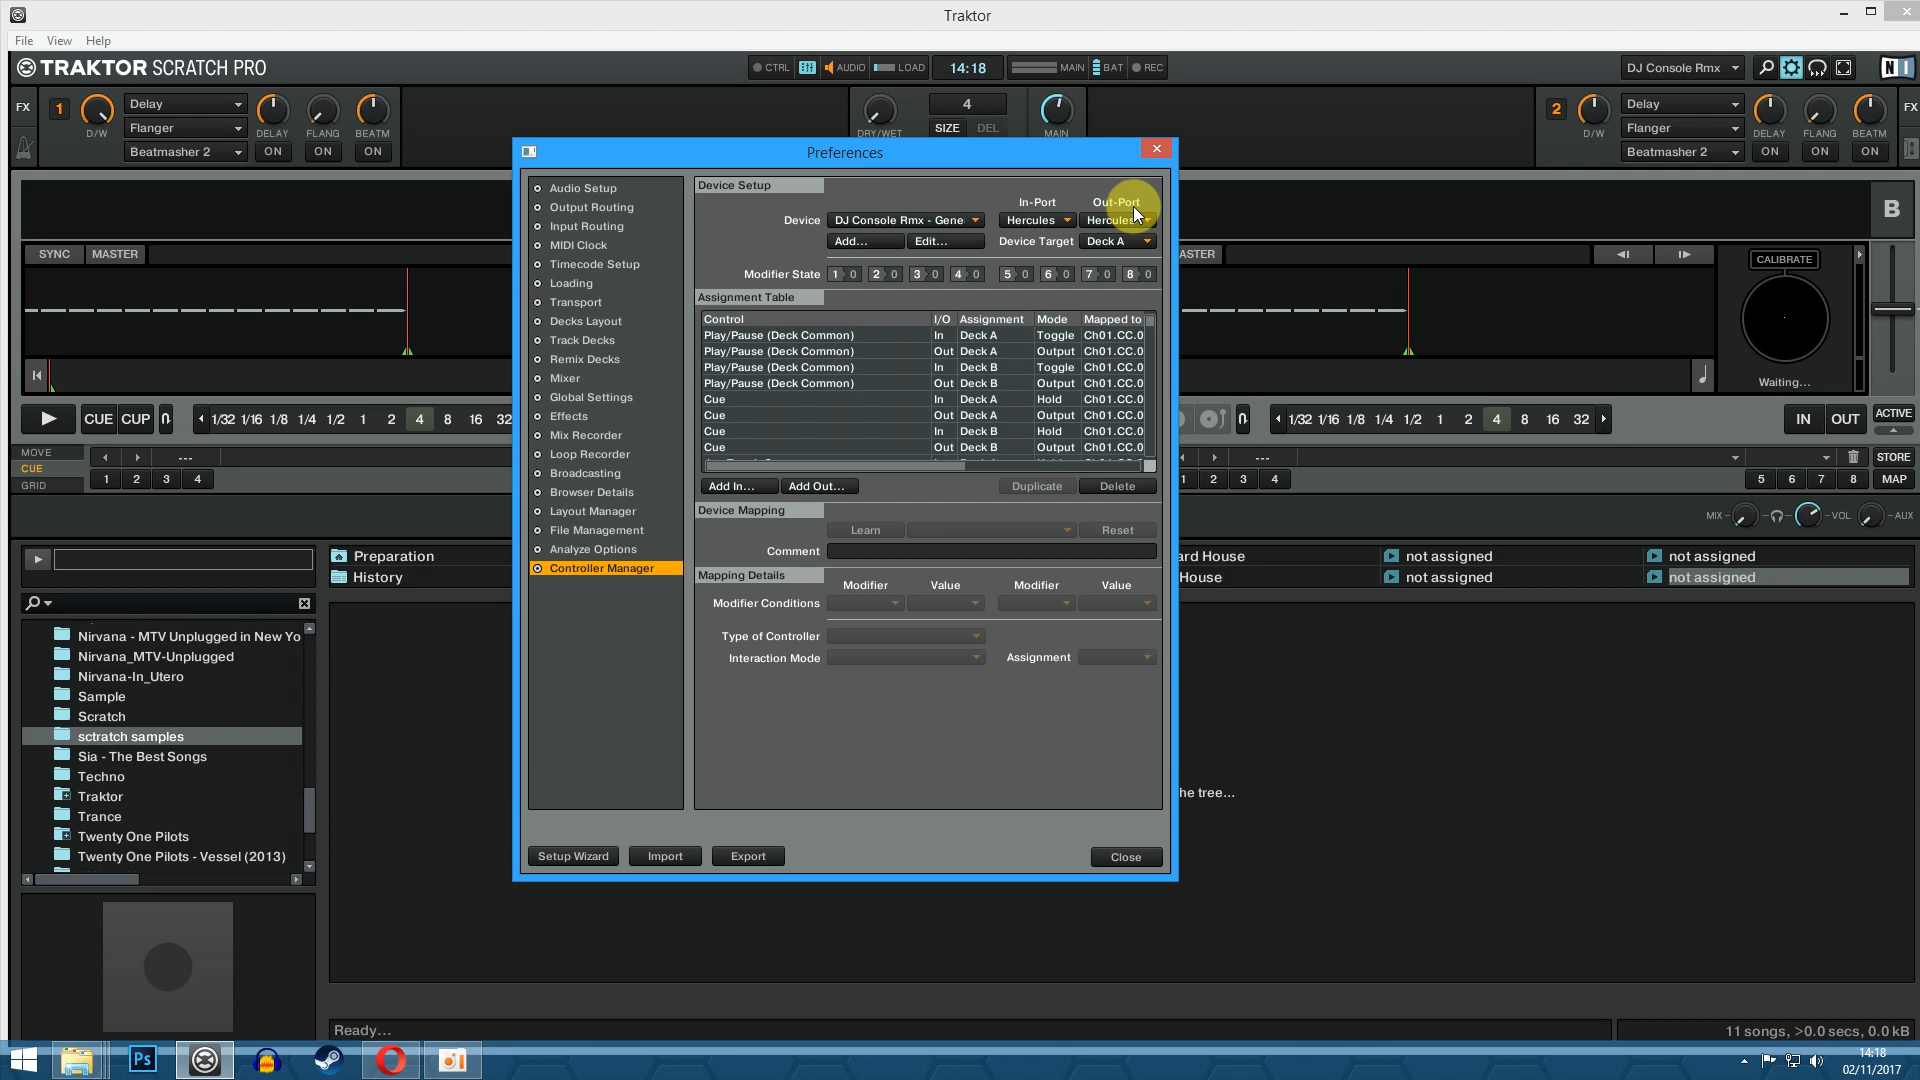 Traktor
File View Help
TRAKTOR SCRATCH PRO
CTRL AUDIO LOAD 14:18 MAIN BAT REC
DJ Console Rmx
FX 1 D/W Delay Flanger Beatmasher 2
DELAY FLANG BEATM
ON ON ON
DRY/WET 4 SIZE DEL MAIN
2 D/W Delay Flanger Beatmasher 2
DELAY TLANG BEATM
ON ON ON
FX
Preferences
Audio Setup
Output Routing
Input Routing
MIDI Clock
Timecode Setup
Loading
Transport
Decks Layout
Track Decks
Remix Decks
Mixer
Global Settings
Effects
Mix Recorder
Loop Recorder
Broadcasting
Browser Details
Layout Manager
File Management
Analyze Options
Controller Manager
Device Setup
In-Port Out-Port
Device DJ Console Rmx - Gene Hercules Hercules
Add... Edit... Device Target Deck A
Modifier State 1 0 2 0 3 0 4 0 5 0 6 0 7 0 8 0
Assignment Table
Control I/O Assignment Mode Mapped to
Play/Pause (Deck Common) In Deck A Toggle Ch01.CC.0
Play/Pause (Deck Common) Out Deck A Output Ch01.CC.0
Play/Pause (Deck Common) In Deck B Toggle Ch01.CC.0
Play/Pause (Deck Common) Out Deck B Output Ch01.CC.0
Cue In Deck A Hold Ch01.CC.0
Cue Out Deck A Output Ch01.CC.0
Cue In Deck B Hold Ch01.CC.0
Cue Out Deck B Output Ch01.CC.0
Add In... Add Out... Duplicate Delete
Device Mapping
Learn Reset
Comment
Mapping Details
Modifier Value Modifier Value
Modifier Conditions
Type of Controller
Interaction Mode Assignment
Setup Wizard Import Export Close
SYNC MASTER
CUE CUP 1/32 1/16 1/8 1/4 1/2 1 2 4 8 16 32
MOVE
CUE
GRID
---
1 2 3 4
B
ASTER
CALIBRATE
Waiting...
1/32 1/16 1/8 1/4 1/2 1 2 4 8 16 32 IN OUT ACTIVE
--- STORE
1 2 3 4 5 6 7 8 MAP
MIX VOL AUX
Preparation
History
ard House not assigned not assigned
House not assigned not assigned
Nirvana - MTV Unplugged in New Yo
Nirvana_MTV-Unplugged
Nirvana-In_Utero
Sample
Scratch
sctratch samples
Sia - The Best Songs
Techno
Traktor
Trance
Twenty One Pilots
Twenty One Pilots - Vessel (2013)
he tree...
Ready...
11 songs, >0.0 secs, 0.0 kB
Ps
14:18
02/11/2017